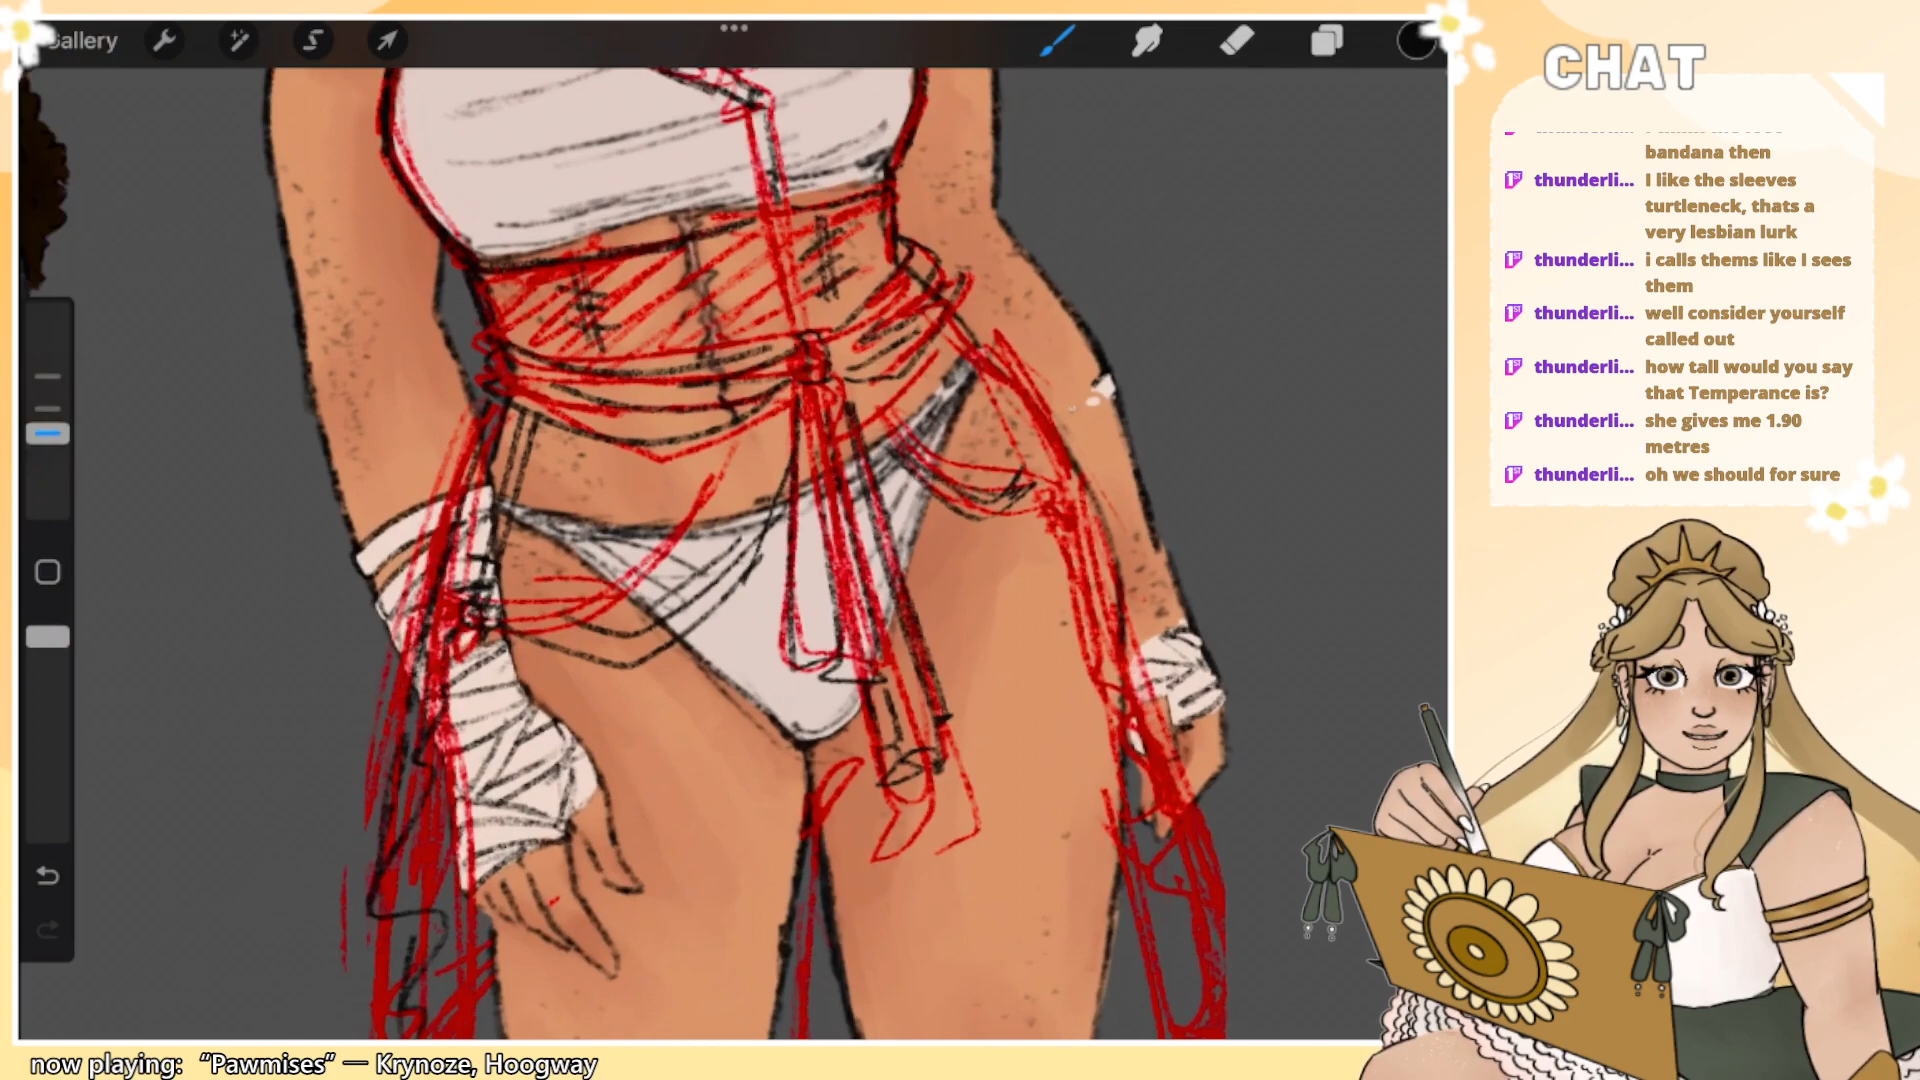 Gallery
CHAT
bandana then
thunderli... I like the sleeves
turtleneck, thats a
very lesbian lurk
thunderli... i calls thems like I sees
them
thunderli... well consider yourself
called out
thunderli... how tall would you say
that Temperance is?
thunderli... she gives me 1.90
metres
thunderli... oh we should for sure
now playing: "Pawmises" — Krynoze, Hoogway